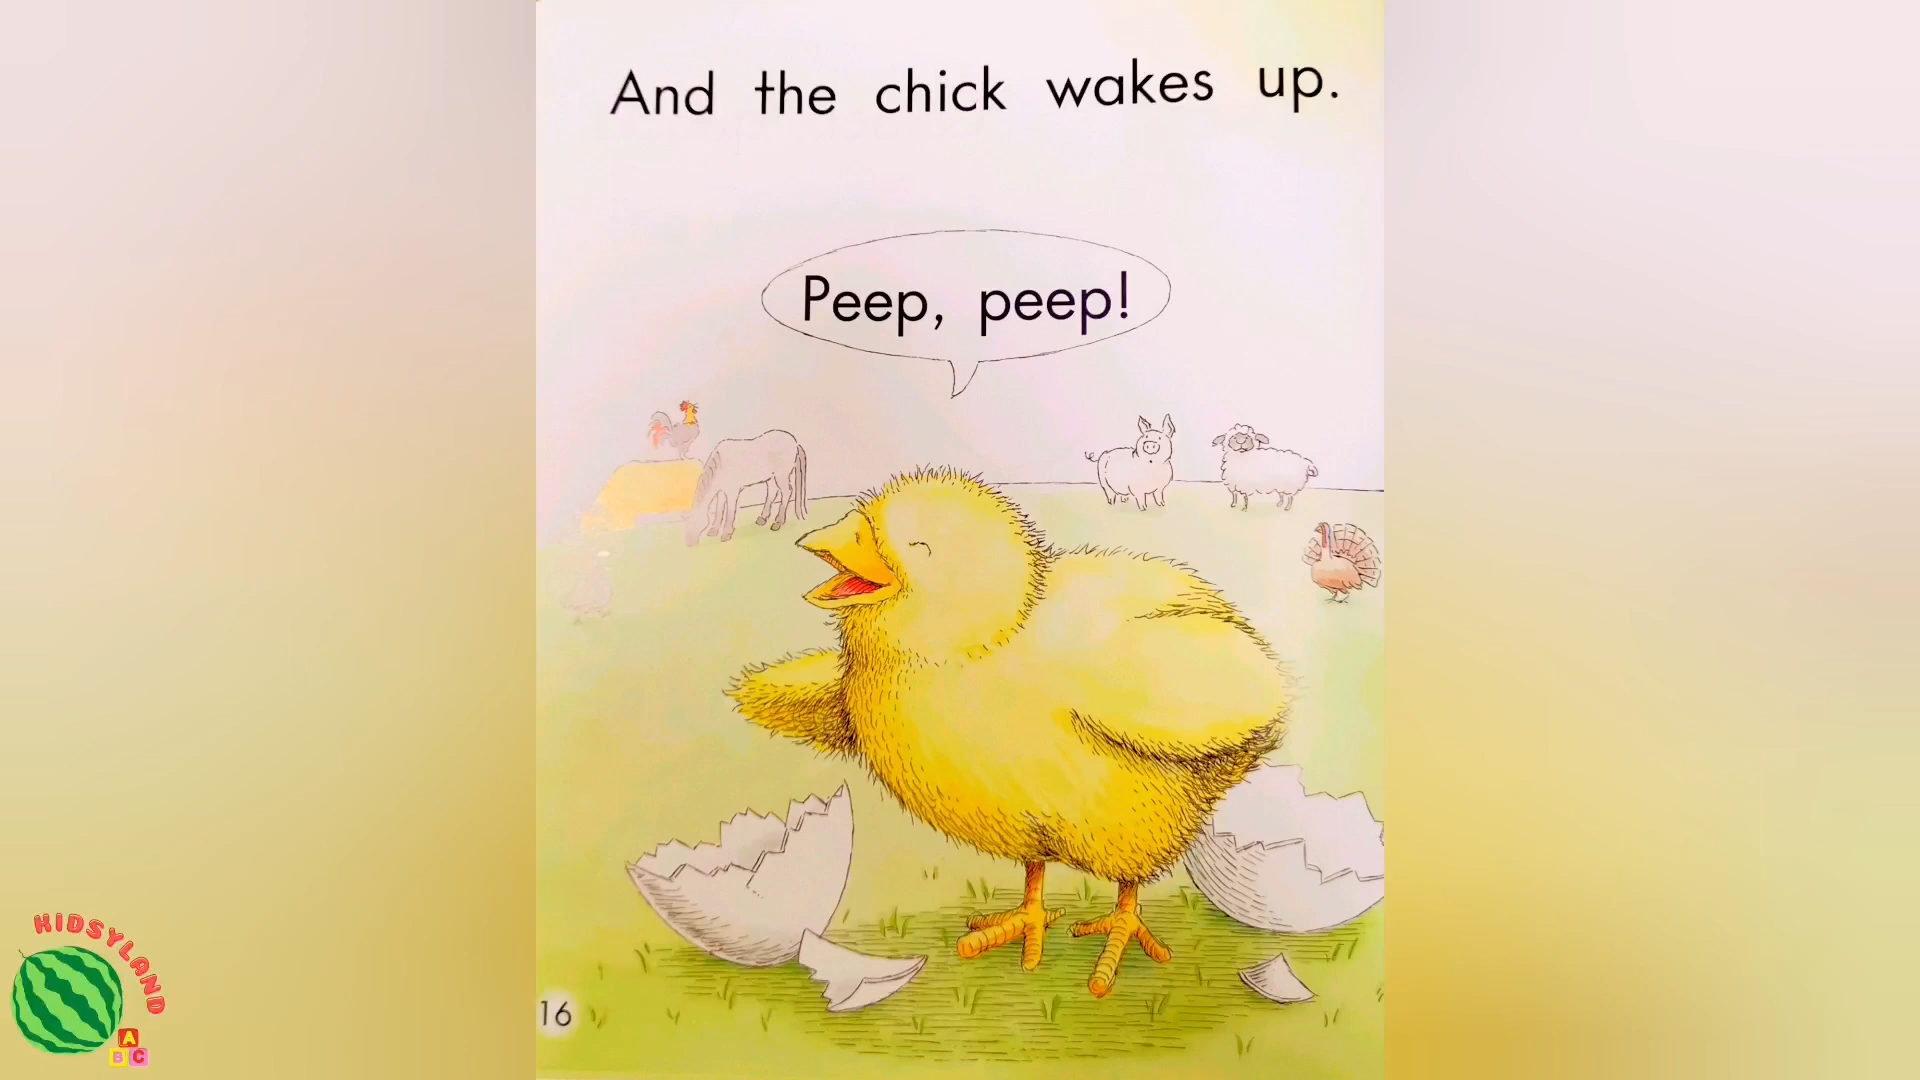 And the chick wakes up.
Peep, peep!
16
KIDSYLAND
A
B C